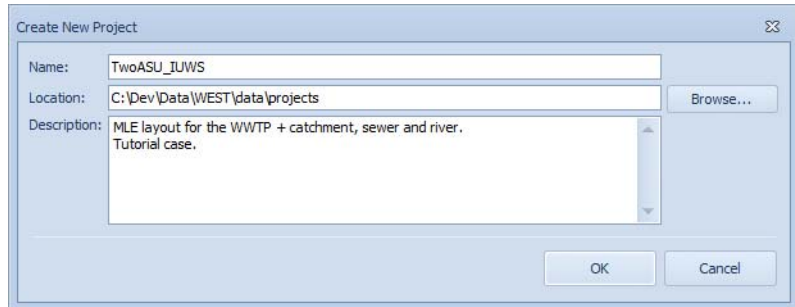 Create New Project
Name: TwoASU_IUWS
Location: C:\Dev\Data\WEST\data\projects Browse...
Description: MLE layout for the WWTP + catchment, sewer and river.
Tutorial case.
OK Cancel